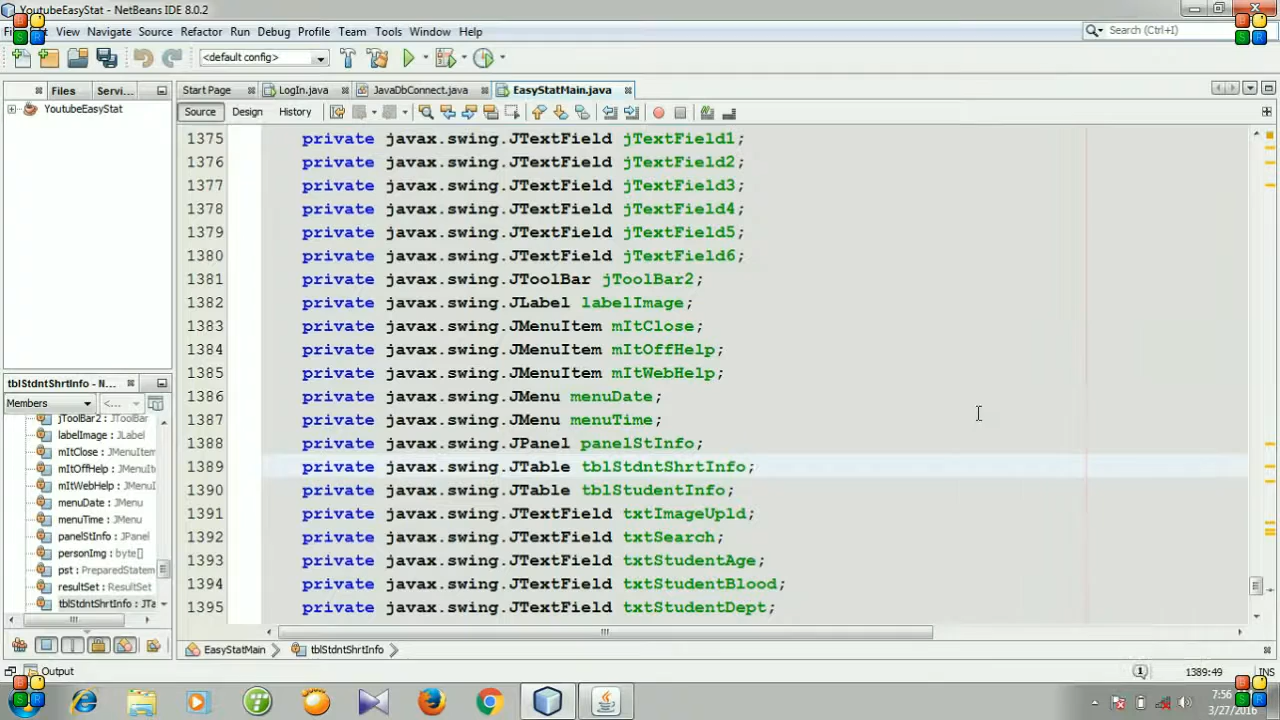 YoutubeEasyStat - NetBeans IDE 8.0.2
View Navigate Source Refactor Run Debug Profile Team Tools Window Help
Search (Ctrl+I)
<default config>
Files Servi...
Start Page LogIn.java JavaDbConnect.java EasyStatMain.java
YoutubeEasyStat
Source Design History
1375 private javax.swing.JTextField jTextField1;
1376 private javax.swing.JTextField jTextField2;
1377 private javax.swing.JTextField jTextField3;
1378 private javax.swing.JTextField jTextField4;
1379 private javax.swing.JTextField jTextField5;
1380 private javax.swing.JTextField jTextField6;
1381 private javax.swing.JToolBar jToolBar2;
1382 private javax.swing.JLabel labelImage;
1383 private javax.swing.JMenuItem mItClose;
1384 private javax.swing.JMenuItem mItOffHelp;
1385 private javax.swing.JMenuItem mItWebHelp;
1386 private javax.swing.JMenu menuDate;
1387 private javax.swing.JMenu menuTime;
1388 private javax.swing.JPanel panelStInfo;
1389 private javax.swing.JTable tblStdntShrtInfo;
1390 private javax.swing.JTable tblStudentInfo;
1391 private javax.swing.JTextField txtImageUpld;
1392 private javax.swing.JTextField txtSearch;
1393 private javax.swing.JTextField txtStudentAge;
1394 private javax.swing.JTextField txtStudentBlood;
1395 private javax.swing.JTextField txtStudentDept;
tblStdntShrtInfo - N...
Members <...
jToolBar2 : JToolBar
labelImage : JLabel
mItClose : JMenuItem
mItOffHelp : JMenuIt
mItWebHelp : JMenuI
menuDate : JMenu
menuTime : JMenu
panelStInfo : JPanel
personImg : byte[]
pst : PreparedStatem
resultSet : ResultSet
tblStdntShrtInfo : JTa
EasyStatMain tblStdntShrtInfo
Output
1 1389:49 INS
7:56
3/27/2016